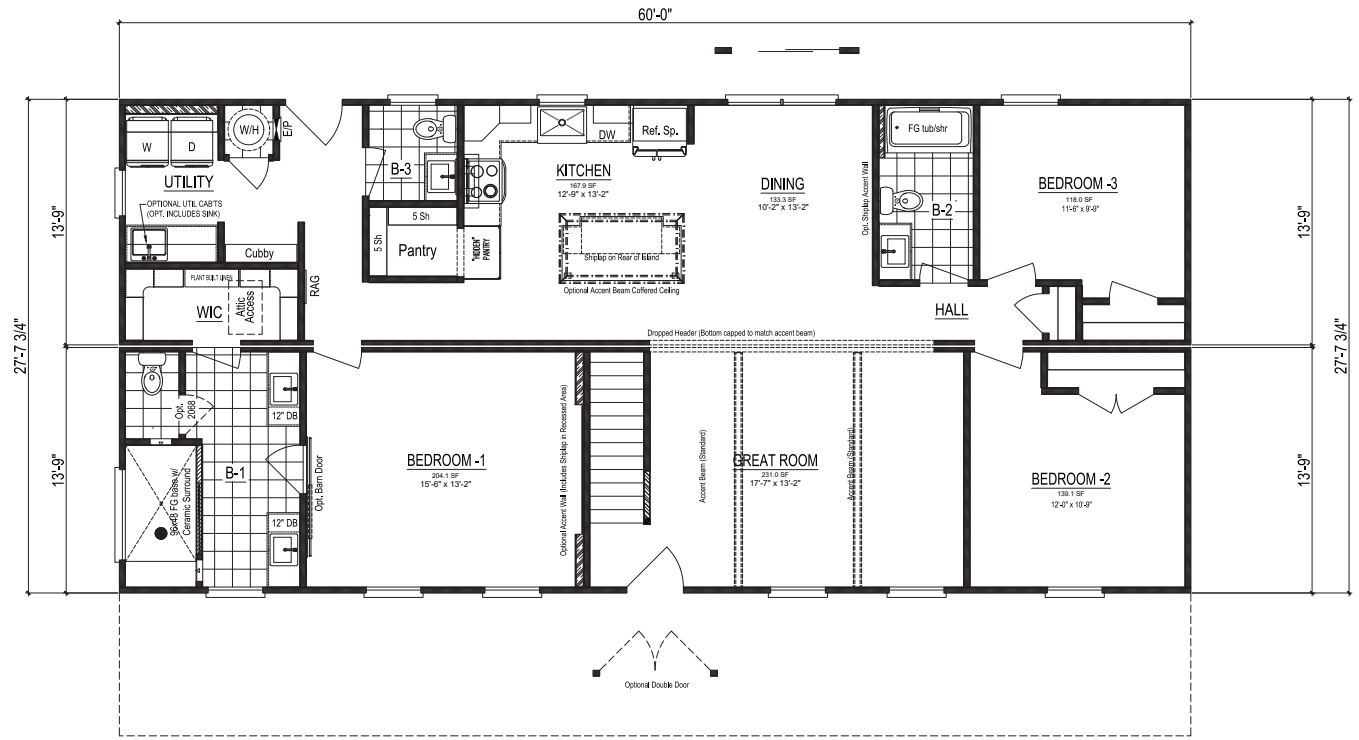 60'-0"
W
D
W/H
E/P
UTILITY
OPTIONAL UTIL CAB'TS
(OPT. INCLUDES SINK)
Cubby
PLANT BUILT LINEN
WIC
Attic
Access
RAG
B-3
5 Sh
5 Sh
Pantry
"HIDDEN"
PANTRY
KITCHEN
167.9 SF
12'-9" x 13'-2"
DW
Ref. Sp.
Shiplap on Rear of Island
Optional Accent Beam Coffered Ceiling
DINING
133.3 SF
10'-2" x 13'-2"
Opt. Shiplap Accent Wall
FG tub/shr
B-2
BEDROOM -3
118.0 SF
11'-6" x 9'-9"
HALL
Dropped Header (Bottom capped to match accent beam)
13'-9"
13'-9"
27'-7 3/4"
27'-7 3/4"
13'-9"
13'-9"
Opt.
2068
12" DB
B-1
12" DB
96x48 FG base w/
Ceramic Surround
Opt. Barn Door
BEDROOM -1
204.1 SF
15'-6" x 13'-2"
Optional Accent Wall (Includes Shiplap in Recessed Area)
Accent Beam (Standard)
GREAT ROOM
231.0 SF
17'-7" x 13'-2"
Accent Beam (Standard)
BEDROOM -2
139.1 SF
12'-0" x 10'-9"
Optional Double Door